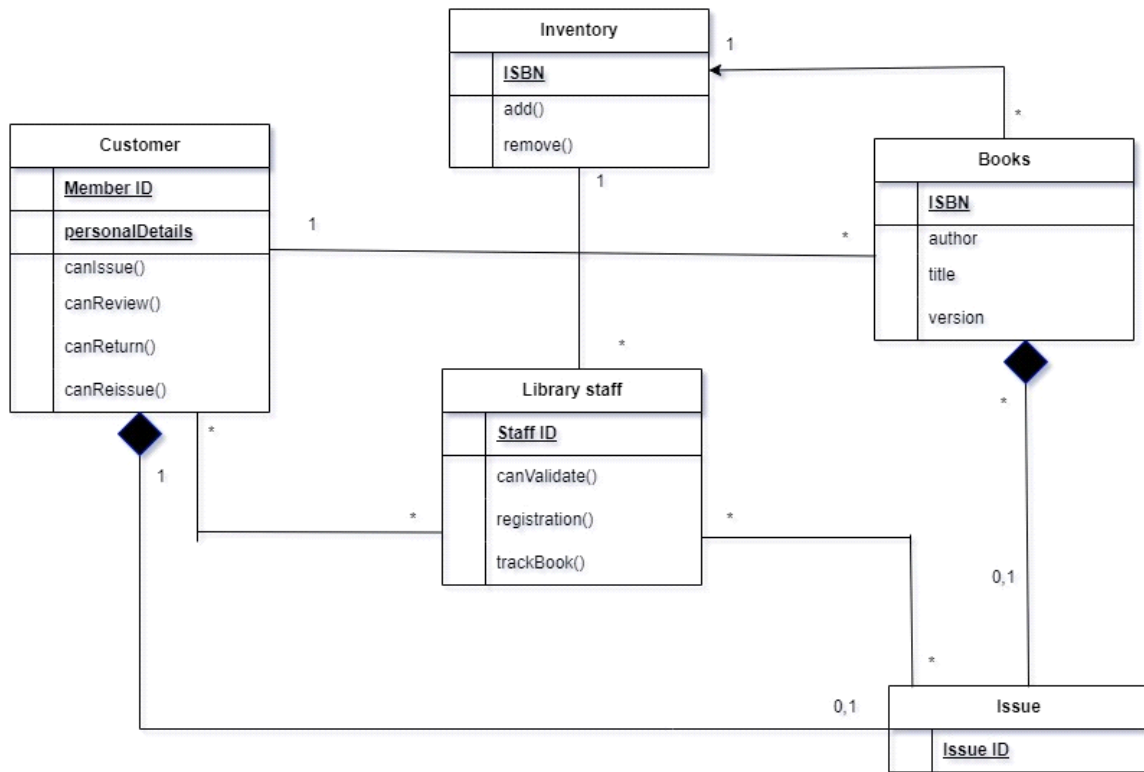 Inventory
ISBN
add()
remove()
1
*
1
Customer
Member ID
personalDetails
canIssue()
canReview()
canReturn()
canReissue()
1
*
Books
ISBN
author
title
version
*
Library staff
Staff ID
canValidate()
registration()
trackBook()
*
1
*
*
*
0,1
*
0,1
Issue
Issue ID